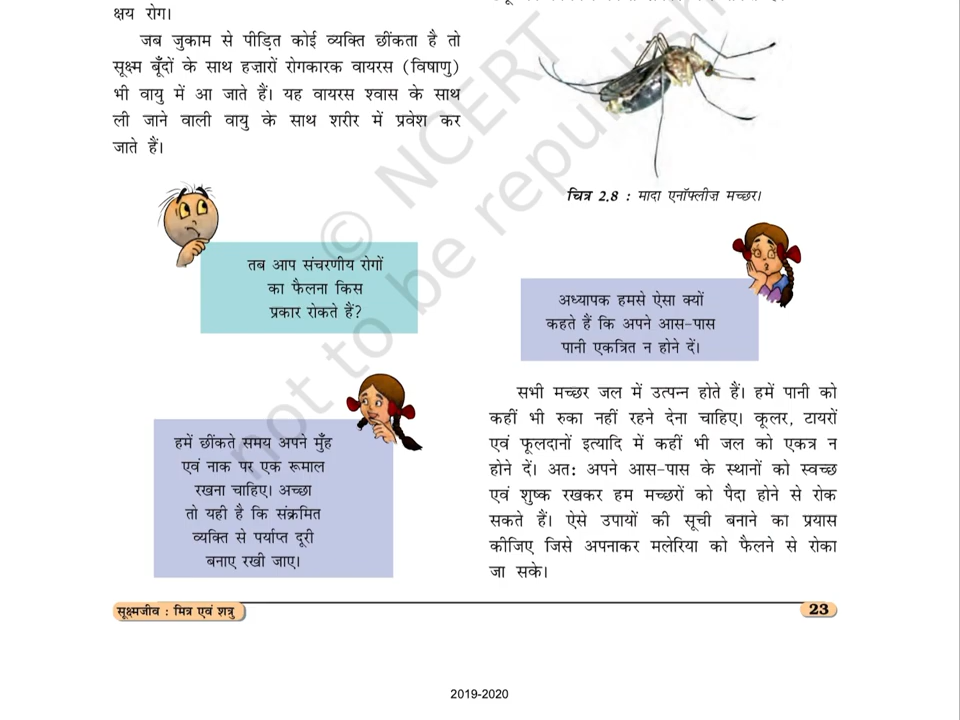 क्षय रोग।
जब जुकाम से पीड़ित कोई व्यक्ति छींकता है तो
सूक्ष्म बूँदों के साथ हज़ारों रोगकारक वायरस (विषाणु)
भी वायु में आ जाते हैं। यह वायरस श्वास के साथ
ली जाने वाली वायु के साथ शरीर में प्रवेश कर
जाते हैं।
तब आप संचरणीय रोगों
का फैलना किस
प्रकार रोकते हैं?
हमें छींकते समय अपने मुँह
एवं नाक पर एक रूमाल
रखना चाहिए। अच्छा
तो यही है कि संक्रमित
व्यक्ति से पर्याप्त दूरी
बनाए रखी जाए।
चित्र 2.8 : मादा एनॉफ्लीज़ मच्छर।
अध्यापक हमसे ऐसा क्यों
कहते हैं कि अपने आस-पास
पानी एकत्रित न होने दें।
सभी मच्छर जल में उत्पन्न होते हैं। हमें पानी को
कहीं भी रुका नहीं रहने देना चाहिए। कूलर, टायरों
एवं फूलदानों इत्यादि में कहीं भी जल को एकत्र न
होने दें। अतः अपने आस-पास के स्थानों को स्वच्छ
एवं शुष्क रखकर हम मच्छरों को पैदा होने से रोक
सकते हैं। ऐसे उपायों की सूची बनाने का प्रयास
कीजिए जिसे अपनाकर मलेरिया को फैलने से रोका
जा सके।
सूक्ष्मजीव : मित्र एवं शत्रु
23
2019-2020
© NCERT
not to be republish